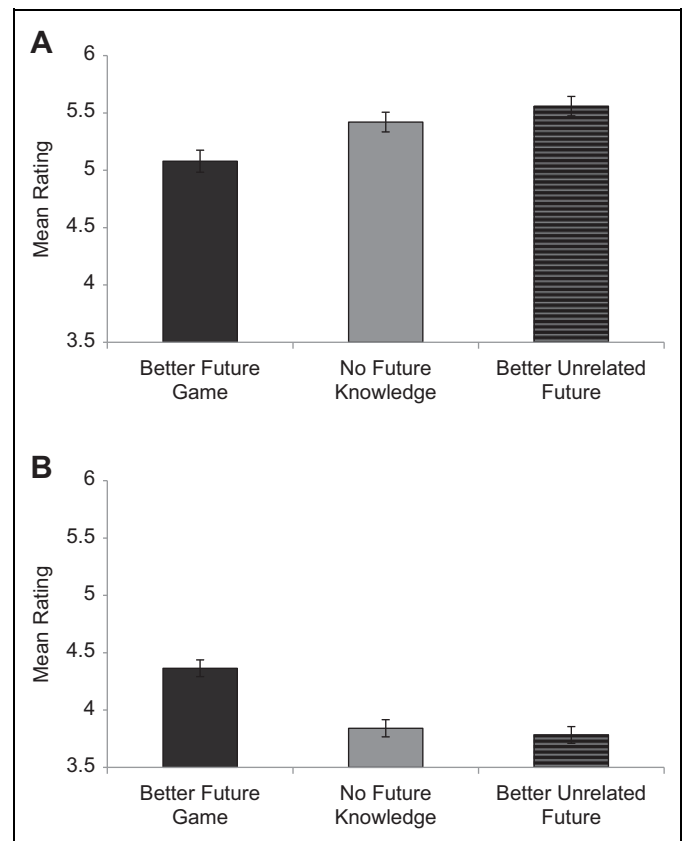 A
6
5.5
5
4.5
4
3.5
Mean Rating
Better Future
Game
No Future
Knowledge
Better Unrelated
Future
B
6
5.5
5
4.5
4
3.5
Mean Rating
Better Future
Game
No Future
Knowledge
Better Unrelated
Future